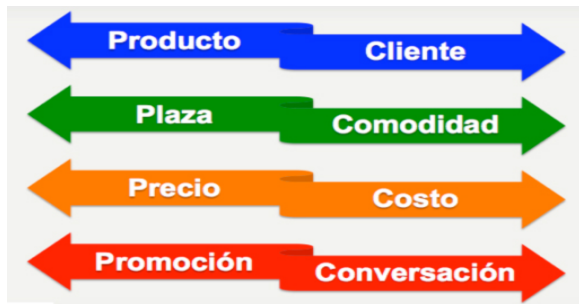 Producto
Cliente
Plaza
Comodidad
Precio
Costo
Promoción
Conversación